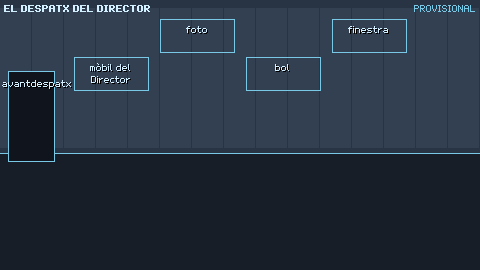 EL DESPATX DEL DIRECTOR
PROVISIONAL
foto
finestra
mòbil del
Director
bol
avantdespatx